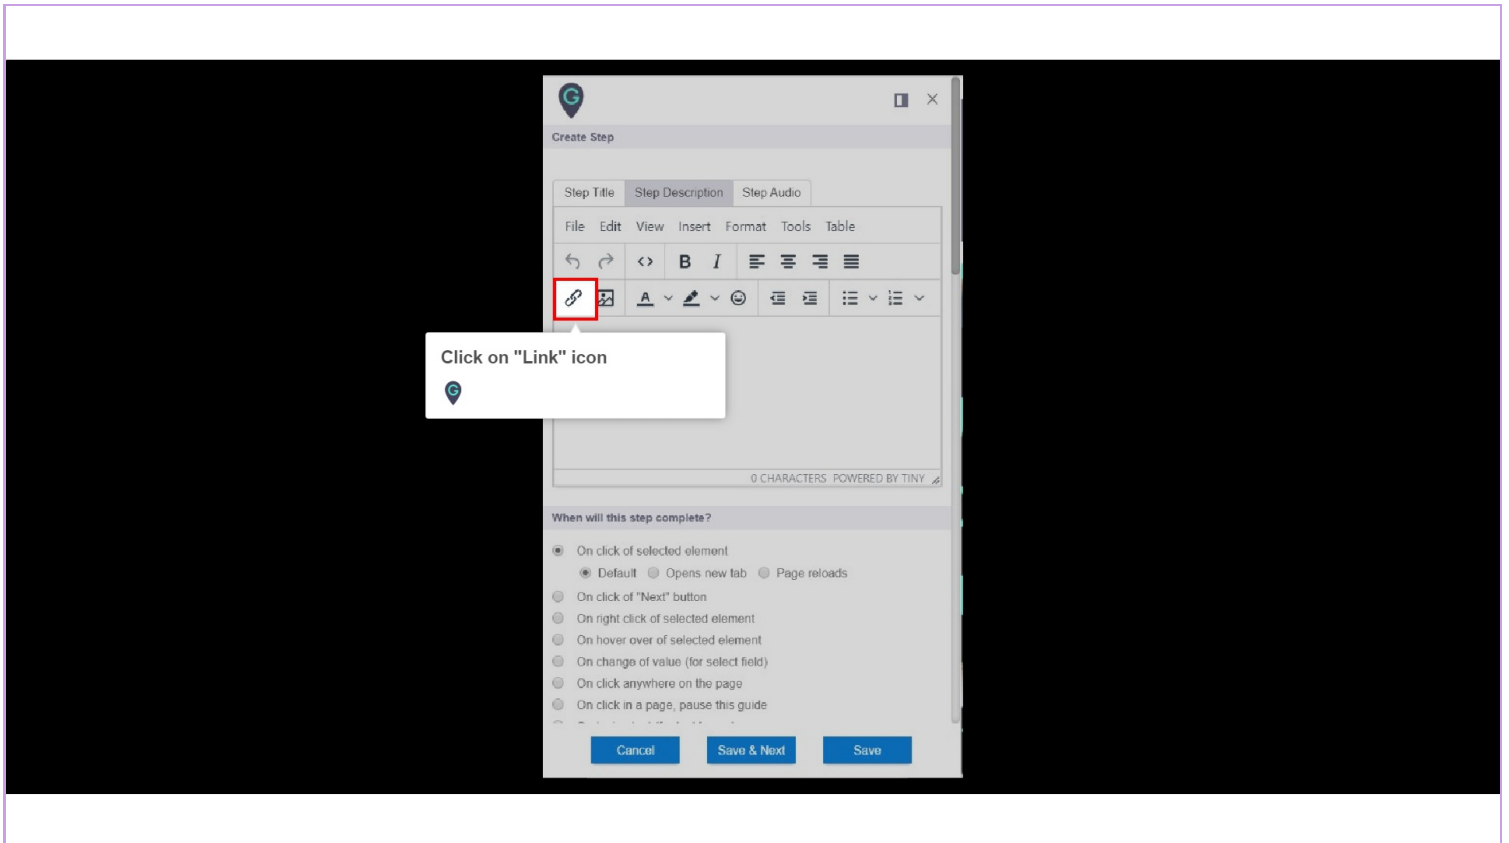 G
Create Step
Step Title Step Description Step Audio
File Edit View Insert Format Tools Table
B I
A
Click on "Link" icon
G
0 CHARACTERS POWERED BY TINY
When will this step complete?
On click of selected element
Default Opens new tab Page reloads
On click of "Next" button
On right click of selected element
On hover over of selected element
On change of value (for select field)
On click anywhere on the page
On click in a page, pause this guide
Cancel Save & Next Save